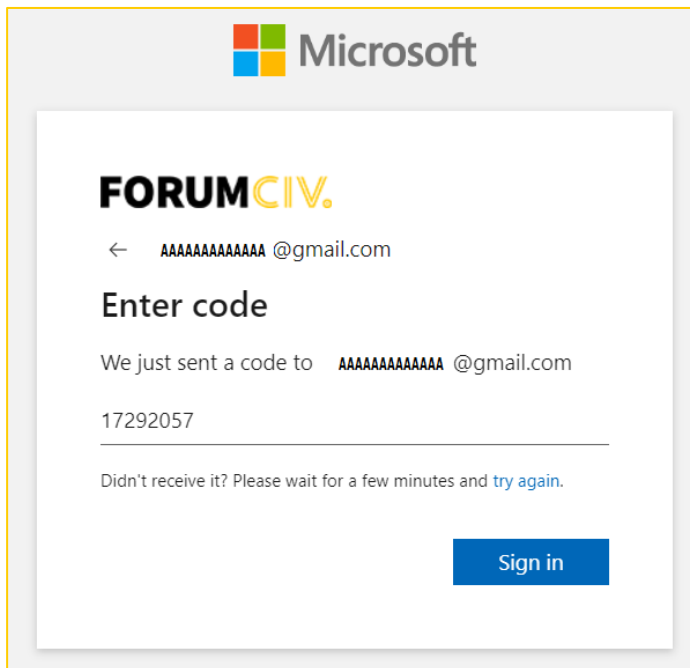 Microsoft
FORUMCIV.
← AAAAAAAAAAAAA @gmail.com
Enter code
We just sent a code to AAAAAAAAAAAAA @gmail.com
17292057
Didn't receive it? Please wait for a few minutes and try again.
Sign in